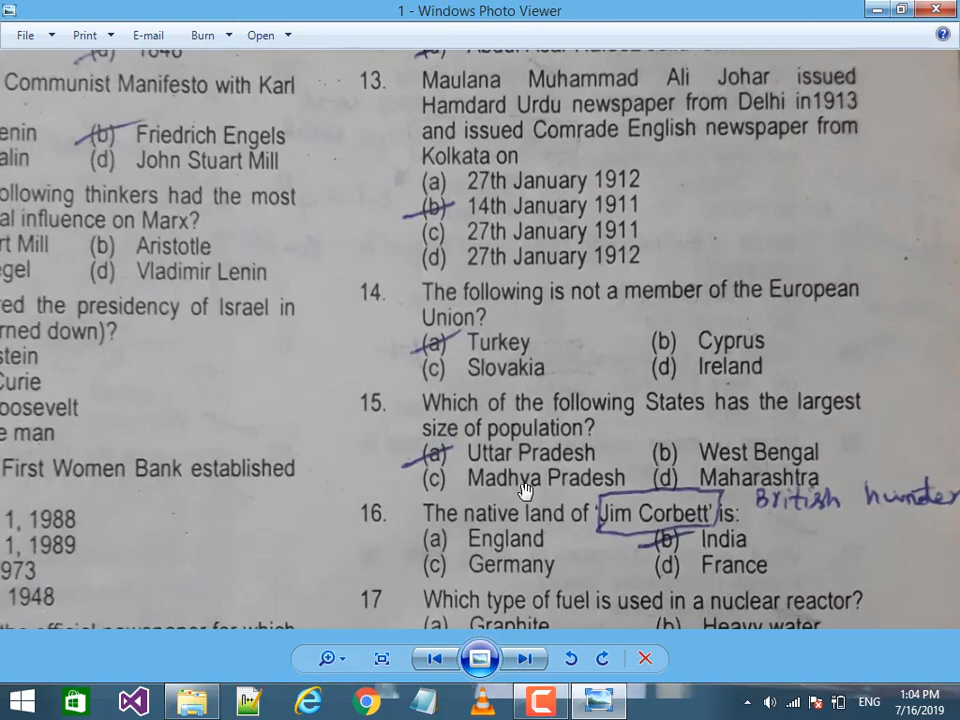 1 - Windows Photo Viewer
File Print E-mail Burn Open
(d) 1848
Communist Manifesto with Karl
enin (b) Friedrich Engels
alin (d) John Stuart Mill
ollowing thinkers had the most
al influence on Marx?
rt Mill (b) Aristotle
egel (d) Vladimir Lenin
red the presidency of Israel in
rned down)?
stein
Curie
oosevelt
e man
First Women Bank established
1, 1988
1, 1989
973
1948
13. Maulana Muhammad Ali Johar issued
Hamdard Urdu newspaper from Delhi in1913
and issued Comrade English newspaper from
Kolkata on
(a) 27th January 1912
(b) 14th January 1911
(c) 27th January 1911
(d) 27th January 1912
14. The following is not a member of the European
Union?
(a) Turkey (b) Cyprus
(c) Slovakia (d) Ireland
15. Which of the following States has the largest
size of population?
(a) Uttar Pradesh (b) West Bengal
(c) Madhya Pradesh (d) Maharashtra
British hunter
16. The native land of 'Jim Corbett' is:
(a) England (b) India
(c) Germany (d) France
17 Which type of fuel is used in a nuclear reactor?
(a) Graphite (b) Heavy water
ENG
1:04 PM
7/16/2019